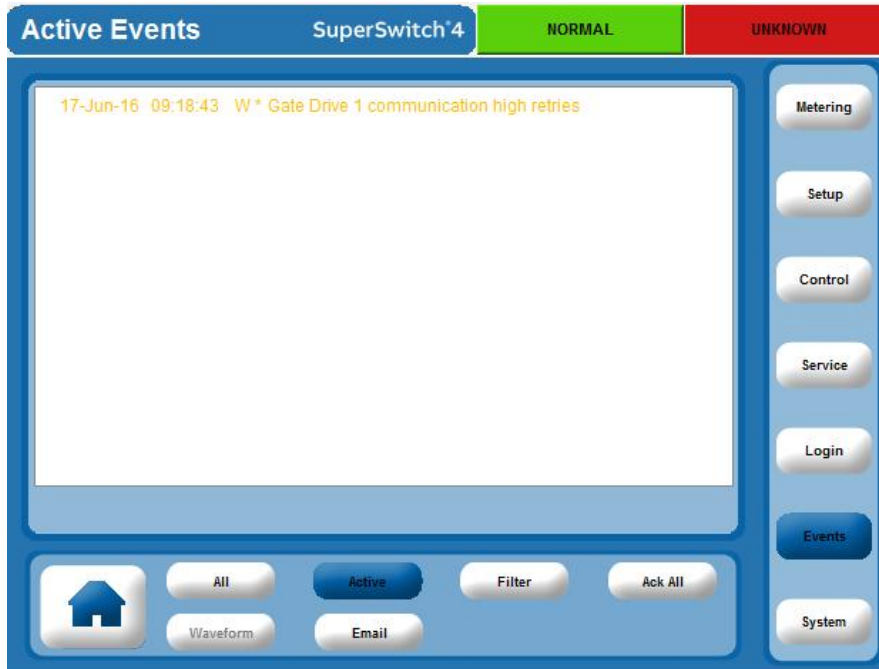 Active Events SuperSwitch®4 NORMAL UNKNOWN
17-Jun-16 09:18:43 W * Gate Drive 1 communication high retries
Metering
Setup
Control
Service
Login
Events
All Active Filter Ack All
Waveform Email
System